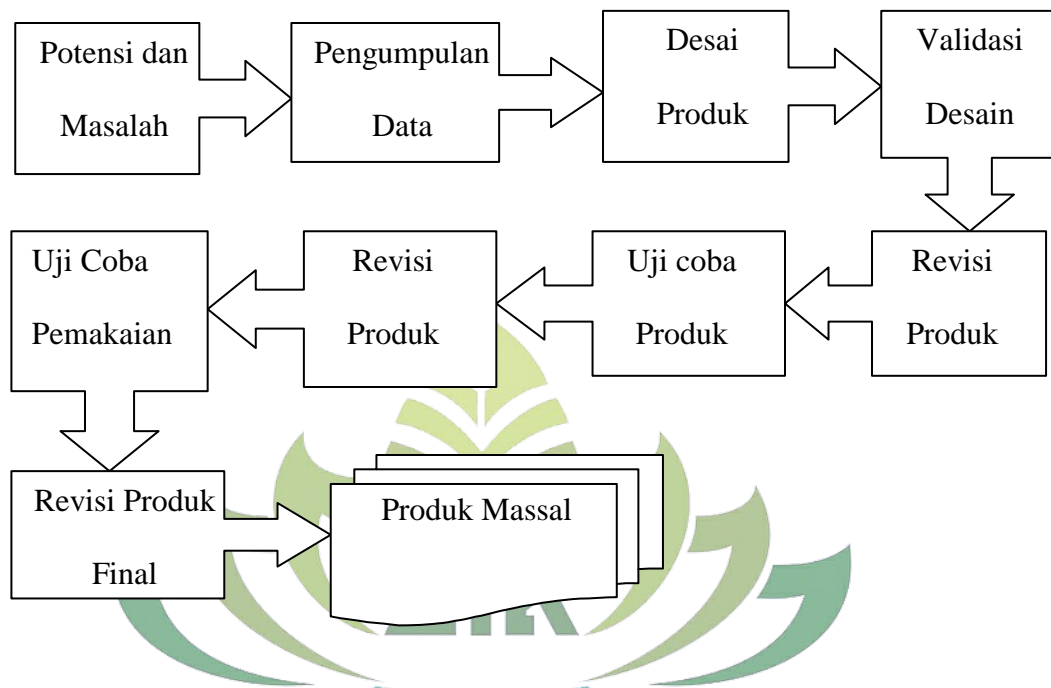 Potensi dan
Masalah
Pengumpulan
Data
Desai
Produk
Validasi
Desain
Uji Coba
Pemakaian
Revisi
Produk
Uji coba
Produk
Revisi
Produk
Revisi Produk
Final
Produk Massal